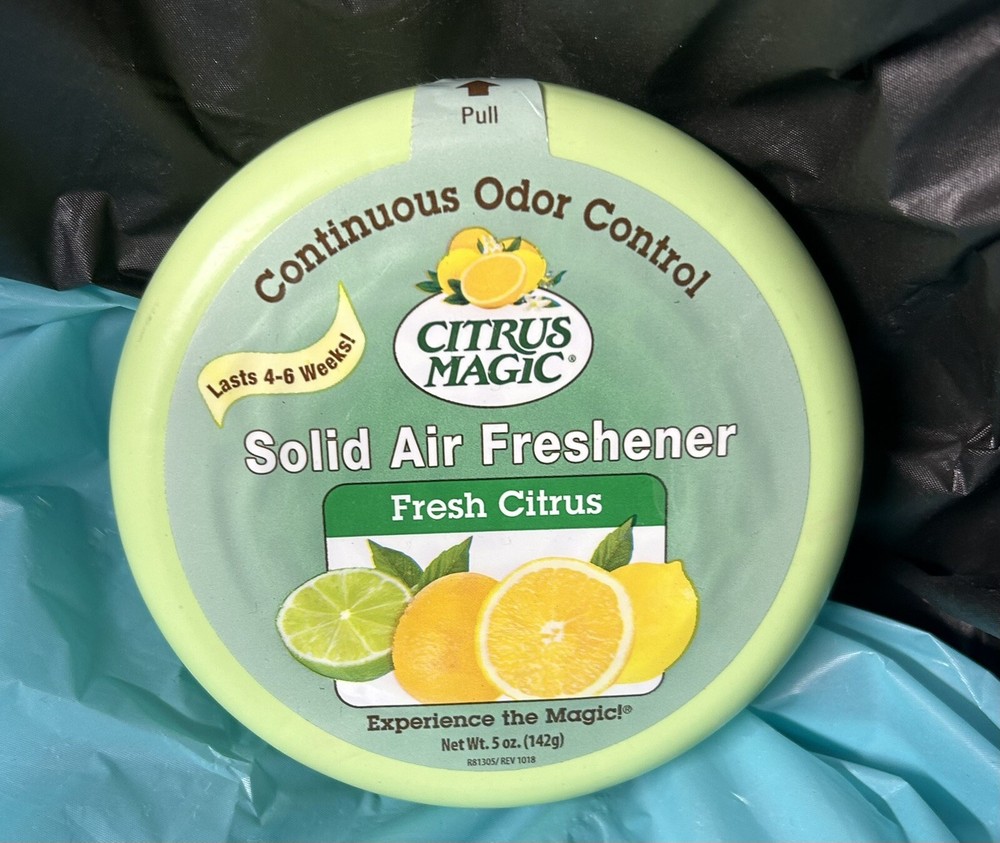 Pull
Continuous Odor Control
CITRUS
MAGIC®
Lasts 4-6 Weeks!
Solid Air Freshener
Fresh Citrus
Experience the Magic!®
Net Wt. 5 oz. (142g)
R81305/ REV 1018